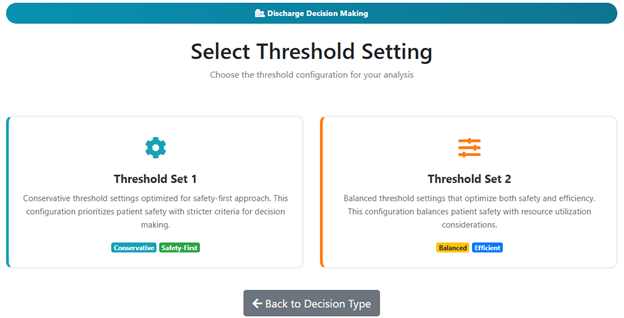 Discharge Decision Making
Select Threshold Setting
Choose the threshold configuration for your analysis
Threshold Set 1
Conservative threshold settings optimized for safety-first approach. This
configuration prioritizes patient safety with stricter criteria for decision
making.
Conservative Safety-First
Threshold Set 2
Balanced threshold settings that optimize both safety and efficiency.
This configuration balances patient safety with resource utilization
considerations.
Balanced Efficient
Back to Decision Type